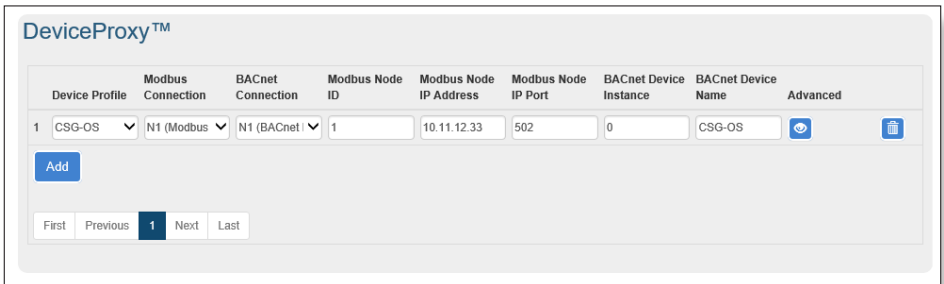 DeviceProxy™
Device Profile Modbus Connection BACnet Connection Modbus Node ID Modbus Node IP Address Modbus Node IP Port BACnet Device Instance BACnet Device Name Advanced
1 CSG-OS N1 (Modbus N1 (BACnet 1 10.11.12.33 502 0 CSG-OS
Add
First Previous 1 Next Last